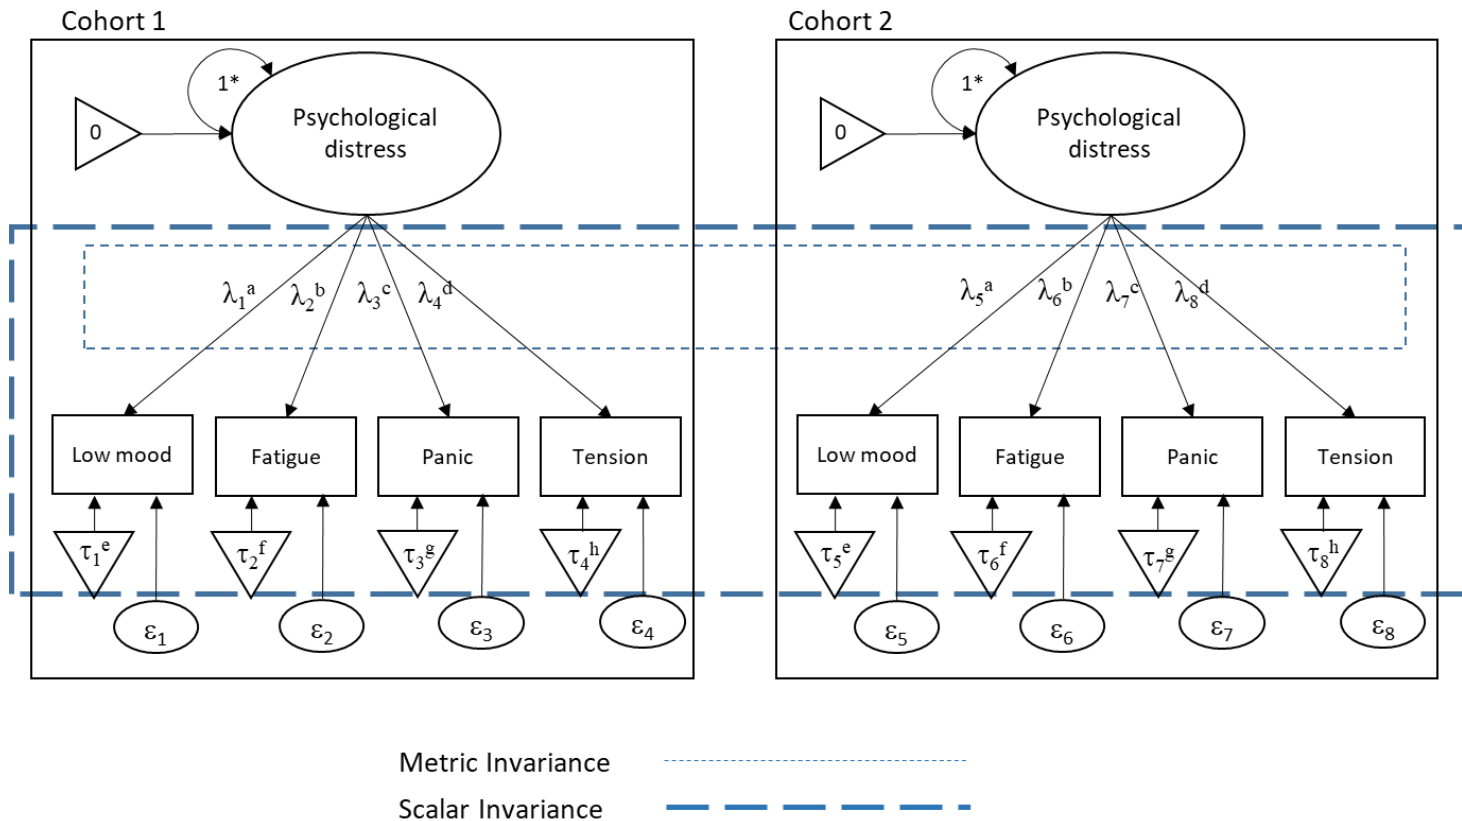 Cohort 1
Cohort 2
1*
1*
0
Psychological
distress
0
Psychological
distress
λ1a
λ2b
λ3c
λ4d
λ5a
λ6b
λ7c
λ8d
Low mood
Fatigue
Panic
Tension
Low mood
Fatigue
Panic
Tension
τ1e
τ2f
τ3g
τ4h
τ5e
τ6f
τ7g
τ8h
ε1
ε2
ε3
ε4
ε5
ε6
ε7
ε8
Metric Invariance
Scalar Invariance